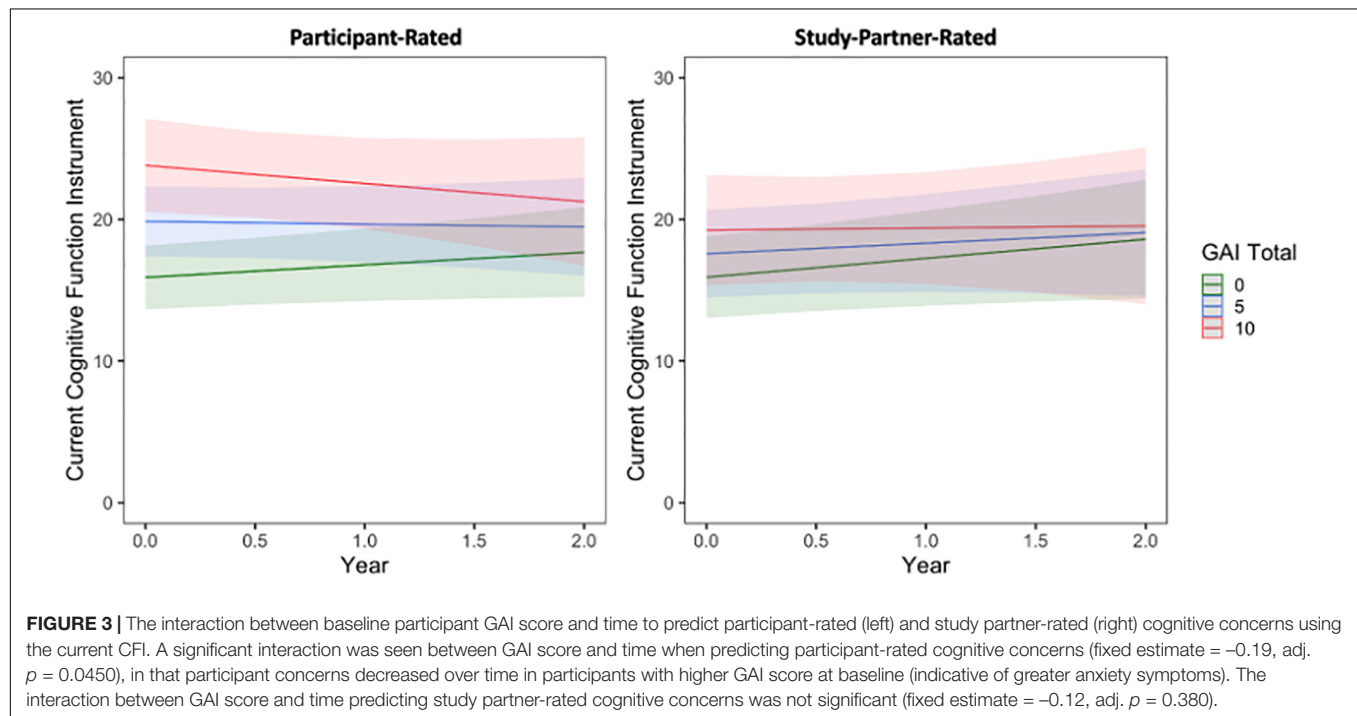 Participant-Rated
Study-Partner-Rated
Current Cognitive Function Instrument
30
20
10
0
0.0 0.5 1.0 1.5 2.0
Year
Current Cognitive Function Instrument
30
20
10
0
0.0 0.5 1.0 1.5 2.0
Year
GAI Total
0
5
10
FIGURE 3 | The interaction between baseline participant GAI score and time to predict participant-rated (left) and study partner-rated (right) cognitive concerns using
the current CFI. A significant interaction was seen between GAI score and time when predicting participant-rated cognitive concerns (fixed estimate = –0.19, adj.
p = 0.0450), in that participant concerns decreased over time in participants with higher GAI score at baseline (indicative of greater anxiety symptoms). The
interaction between GAI score and time predicting study partner-rated cognitive concerns was not significant (fixed estimate = –0.12, adj. p = 0.380).